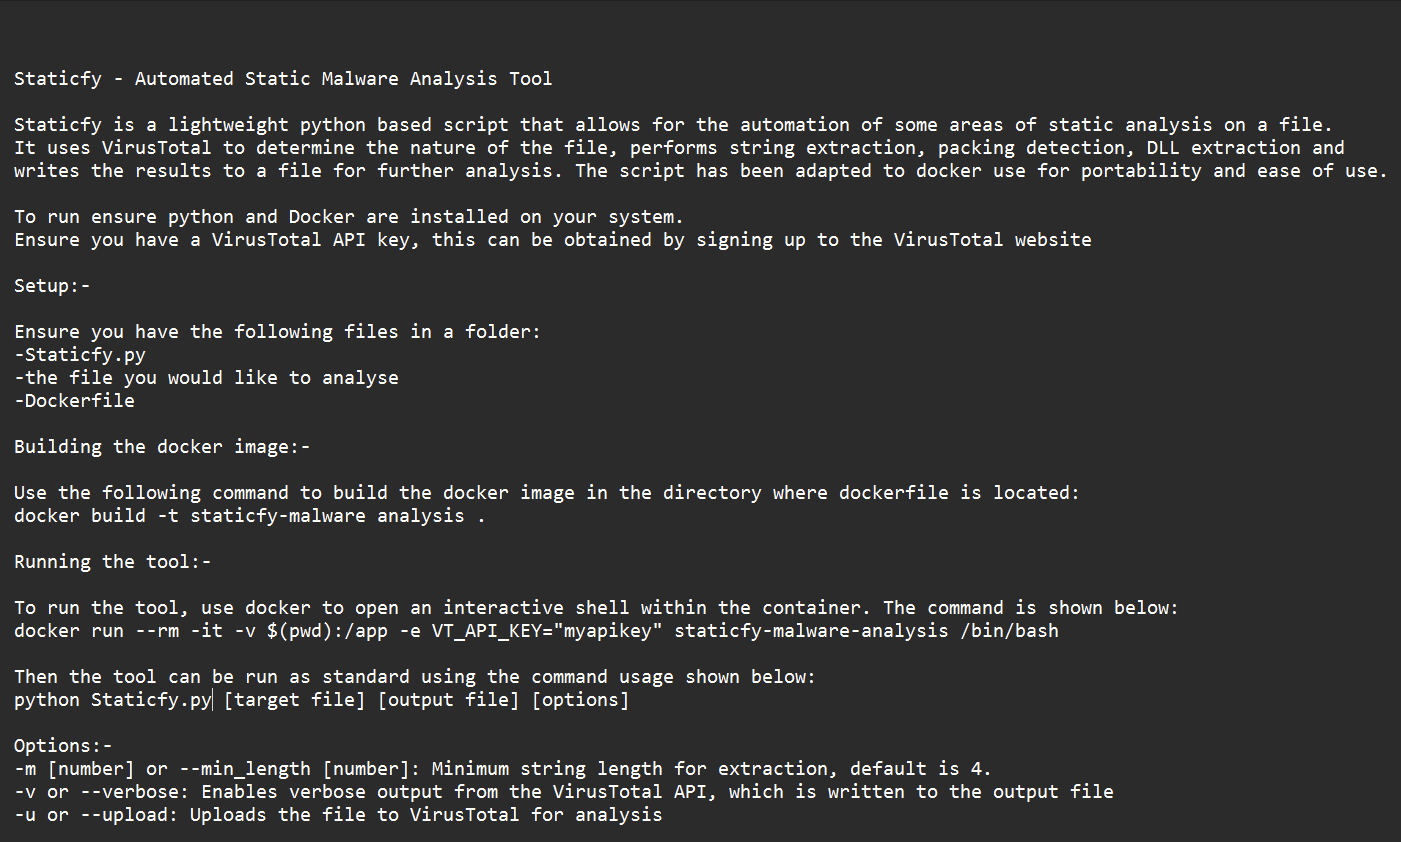 Staticfy - Automated Static Malware Analysis Tool
Staticfy is a lightweight python based script that allows for the automation of some areas of static analysis on a file.
It uses VirusTotal to determine the nature of the file, performs string extraction, packing detection, DLL extraction and
writes the results to a file for further analysis. The script has been adapted to docker use for portability and ease of use.
To run ensure python and Docker are installed on your system.
Ensure you have a VirusTotal API key, this can be obtained by signing up to the VirusTotal website
Setup:-
Ensure you have the following files in a folder:
-Staticfy.py
-the file you would like to analyse
-Dockerfile
Building the docker image:-
Use the following command to build the docker image in the directory where dockerfile is located:
docker build -t staticfy-malware analysis .
Running the tool:-
To run the tool, use docker to open an interactive shell within the container. The command is shown below:
docker run --rm -it -v $(pwd):/app -e VT_API_KEY="myapikey" staticfy-malware-analysis /bin/bash
Then the tool can be run as standard using the command usage shown below:
python Staticfy.py [target file] [output file] [options]
Options:-
-m [number] or --min_length [number]: Minimum string length for extraction, default is 4.
-v or --verbose: Enables verbose output from the VirusTotal API, which is written to the output file
-u or --upload: Uploads the file to VirusTotal for analysis